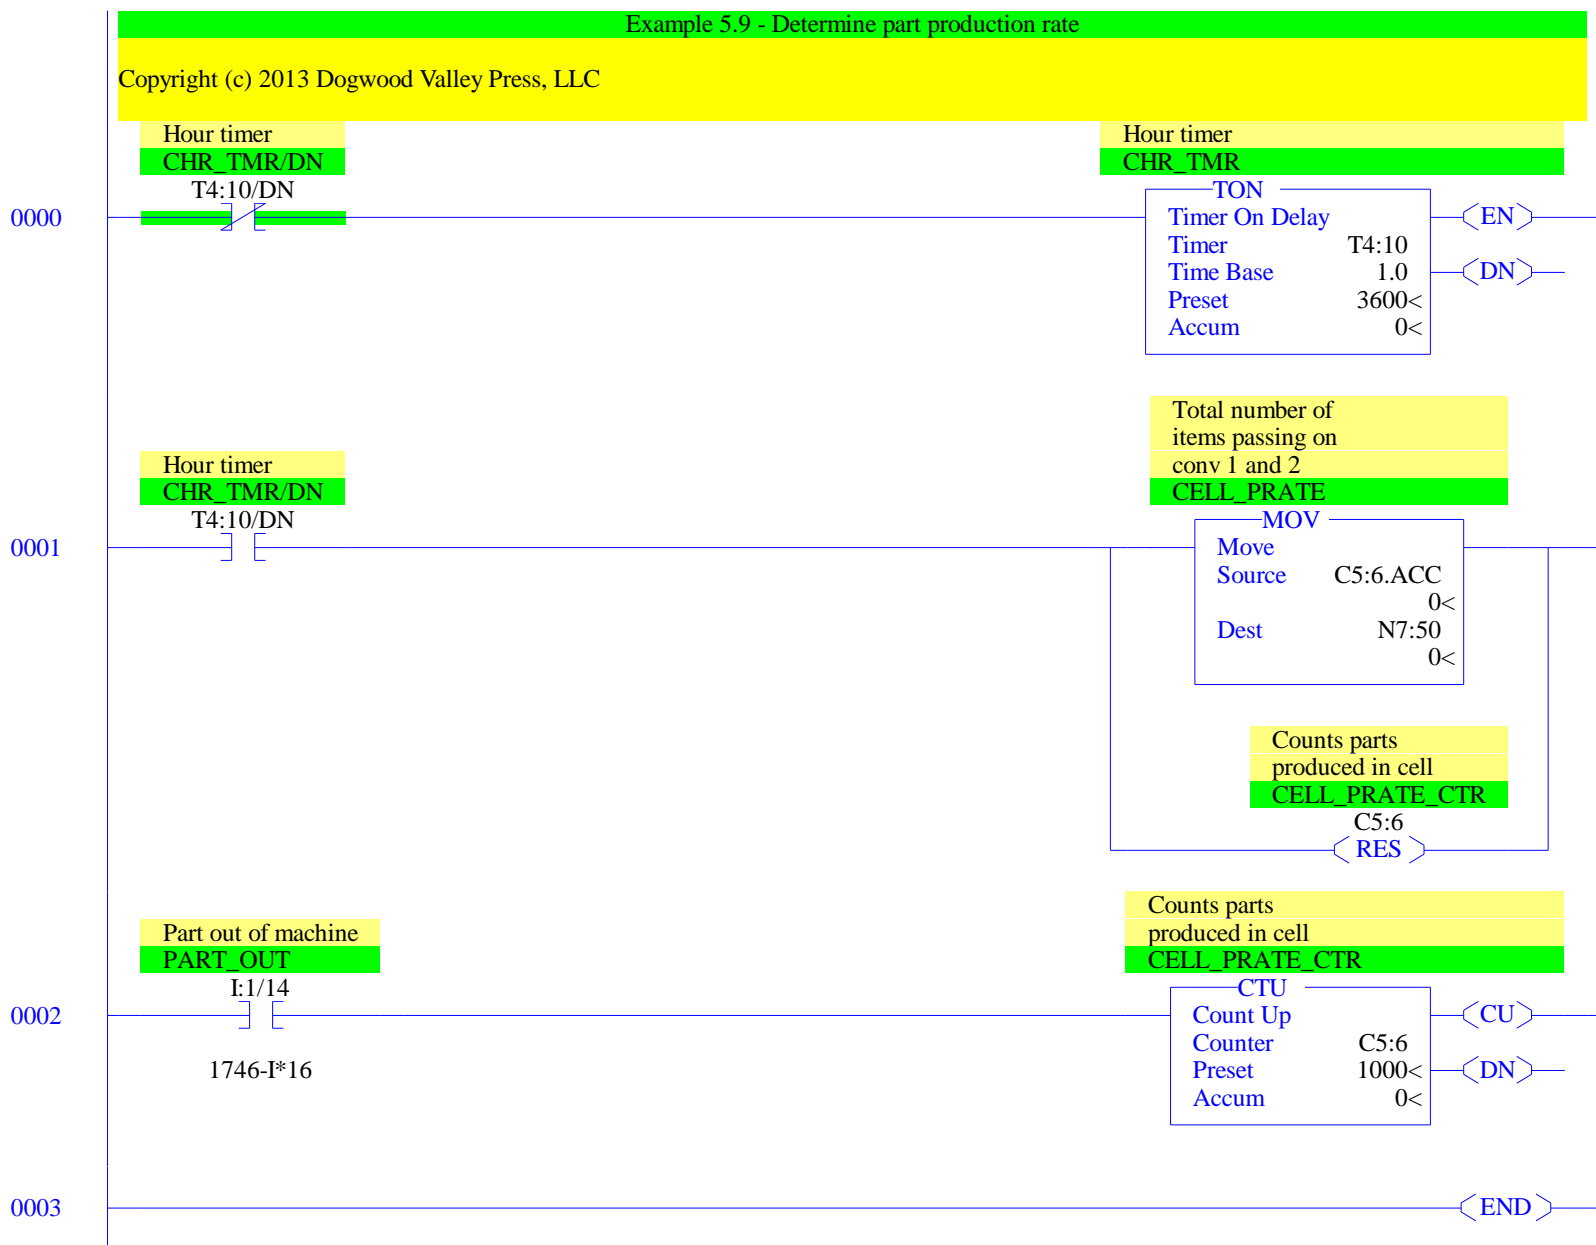 Example 5.9 - Determine part production rate
Copyright (c) 2013 Dogwood Valley Press, LLC
Hour timer
CHR_TMR/DN
T4:10/DN
0000
Hour timer
CHR_TMR
TON
Timer On Delay
Timer T4:10
Time Base 1.0
Preset 3600<
Accum 0<
EN
DN
Hour timer
CHR_TMR/DN
T4:10/DN
0001
Total number of
items passing on
conv 1 and 2
CELL_PRATE
MOV
Move
Source C5:6.ACC
0<
Dest N7:50
0<
Counts parts
produced in cell
CELL_PRATE_CTR
C5:6
RES
Part out of machine
PART_OUT
I:1/14
0002
1746-I*16
Counts parts
produced in cell
CELL_PRATE_CTR
CTU
Count Up
Counter C5:6
Preset 1000<
Accum 0<
CU
DN
0003
END